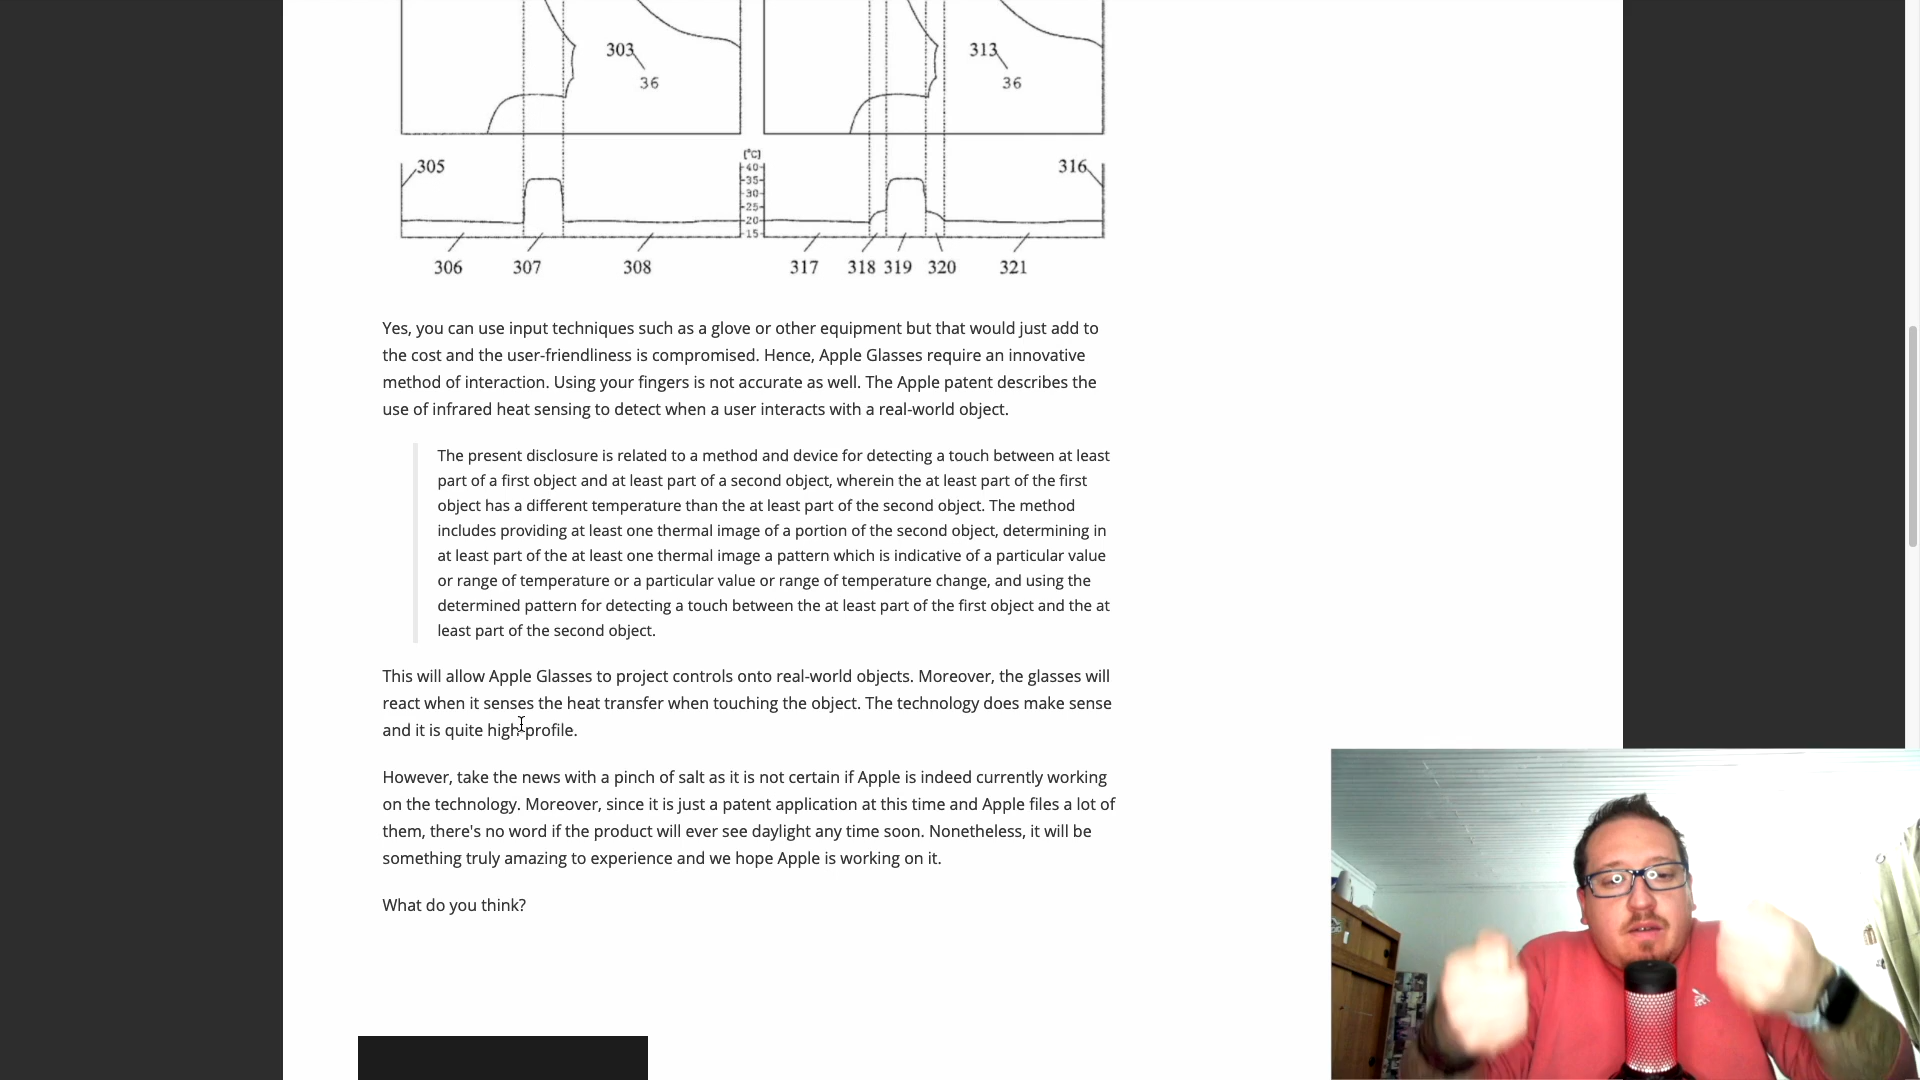 303
36
313
36
305
[°C]
40
35
30
25
20
15
316
306 307 308 317 318 319 320 321
Yes, you can use input techniques such as a glove or other equipment but that would just add to
the cost and the user-friendliness is compromised. Hence, Apple Glasses require an innovative
method of interaction. Using your fingers is not accurate as well. The Apple patent describes the
use of infrared heat sensing to detect when a user interacts with a real-world object.
The present disclosure is related to a method and device for detecting a touch between at least
part of a first object and at least part of a second object, wherein the at least part of the first
object has a different temperature than the at least part of the second object. The method
includes providing at least one thermal image of a portion of the second object, determining in
at least part of the at least one thermal image a pattern which is indicative of a particular value
or range of temperature or a particular value or range of temperature change, and using the
determined pattern for detecting a touch between the at least part of the first object and the at
least part of the second object.
This will allow Apple Glasses to project controls onto real-world objects. Moreover, the glasses will
react when it senses the heat transfer when touching the object. The technology does make sense
and it is quite high-profile.
However, take the news with a pinch of salt as it is not certain if Apple is indeed currently working
on the technology. Moreover, since it is just a patent application at this time and Apple files a lot of
them, there's no word if the product will ever see daylight any time soon. Nonetheless, it will be
something truly amazing to experience and we hope Apple is working on it.
What do you think?